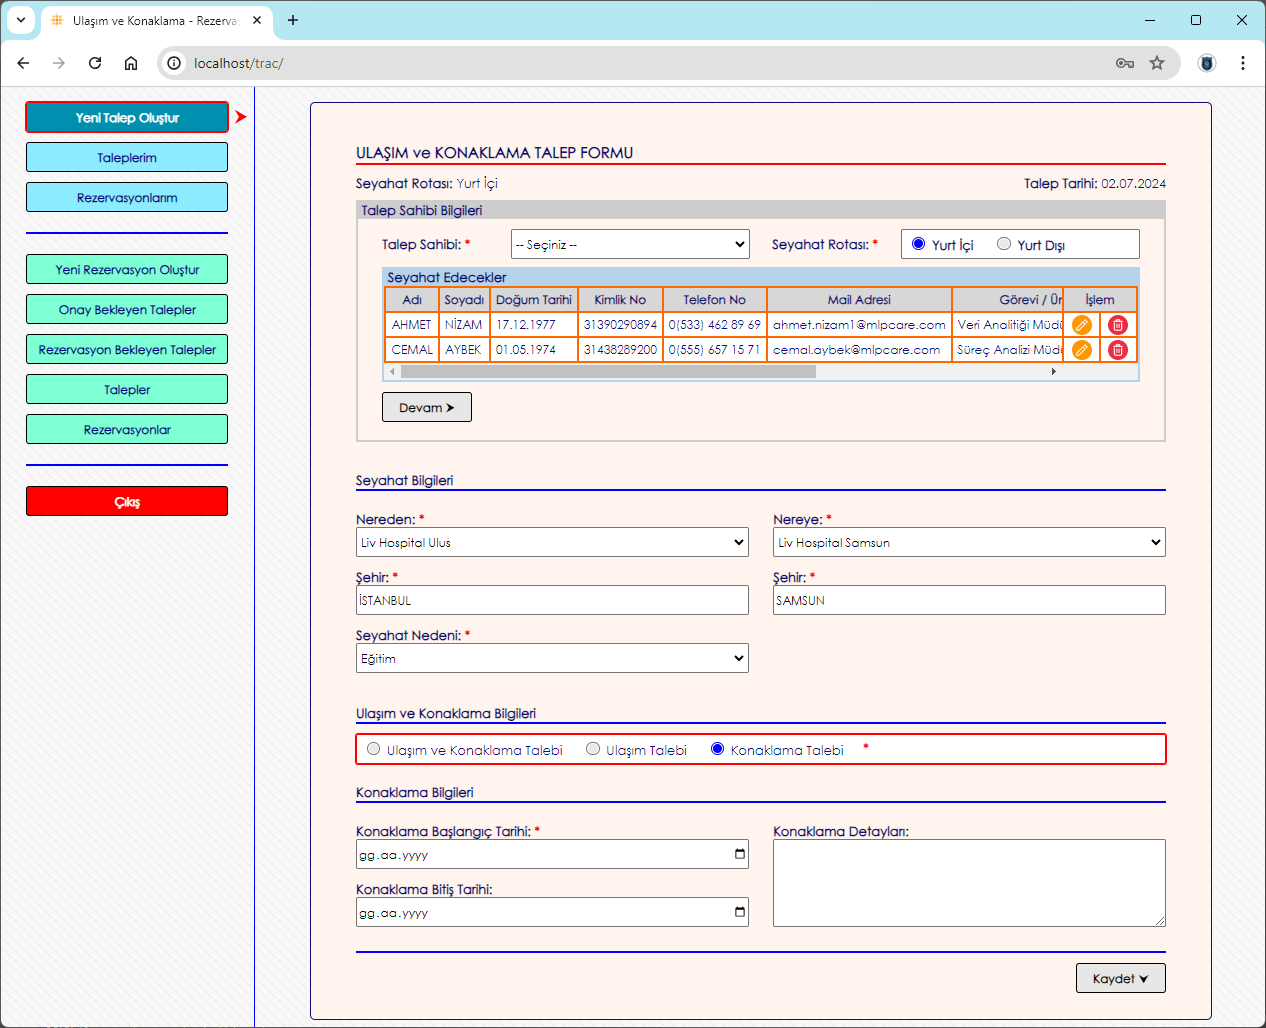 Ulaşım ve Konaklama - Rezerva
localhost/trac/
Yeni Talep Oluştur
Taleplerim
Rezervasyonlarım
Yeni Rezervasyon Oluştur
Onay Bekleyen Talepler
Rezervasyon Bekleyen Talepler
Talepler
Rezervasyonlar
Çıkış
ULAŞIM ve KONAKLAMA TALEP FORMU
Seyahat Rotası: Yurt İçi Talep Tarihi: 02.07.2024
Talep Sahibi Bilgileri
Talep Sahibi: * -- Seçiniz -- Seyahat Rotası: * Yurt İçi Yurt Dışı
Seyahat Edecekler
Adı Soyadı Doğum Tarihi Kimlik No Telefon No Mail Adresi Görevi / Ür İşlem
AHMET NİZAM 17.12.1977 31390290894 0(533) 462 89 69 ahmet.nizam1@mlpcare.com Veri Analitiği Müdü
CEMAL AYBEK 01.05.1974 31438289200 0(555) 657 15 71 cemal.aybek@mlpcare.com Süreç Analizi Müdü
Devam ➤
Seyahat Bilgileri
Nereden: * Nereye: *
Liv Hospital Ulus Liv Hospital Samsun
Şehir: * Şehir: *
İSTANBUL SAMSUN
Seyahat Nedeni: *
Eğitim
Ulaşım ve Konaklama Bilgileri
Ulaşım ve Konaklama Talebi Ulaşım Talebi Konaklama Talebi *
Konaklama Bilgileri
Konaklama Başlangıç Tarihi: * Konaklama Detayları:
gg.aa.yyyy
Konaklama Bitiş Tarihi:
gg.aa.yyyy
Kaydet